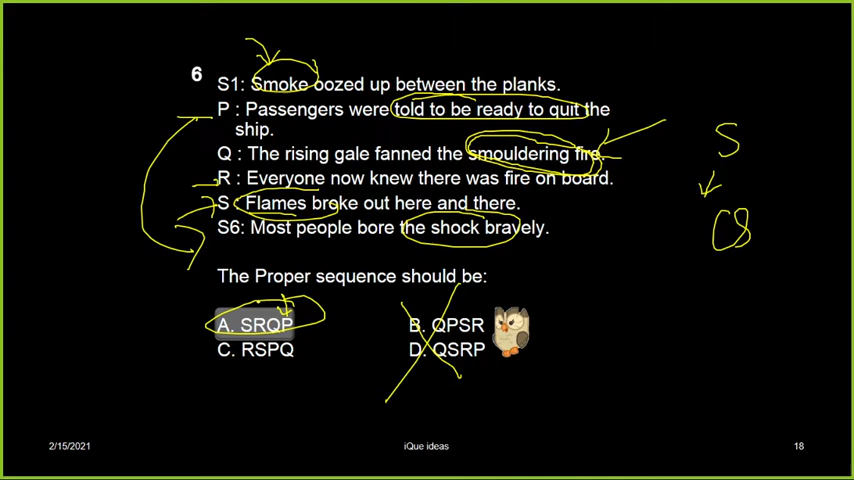 6
S1: Smoke oozed up between the planks.
P : Passengers were told to be ready to quit the
ship.
Q : The rising gale fanned the smouldering fire.
R : Everyone now knew there was fire on board.
S : Flames broke out here and there.
S6: Most people bore the shock bravely.
The Proper sequence should be:
A. SRQP
B. QPSR
C. RSPQ
D. QSRP
S
2/15/2021
iQue ideas
18